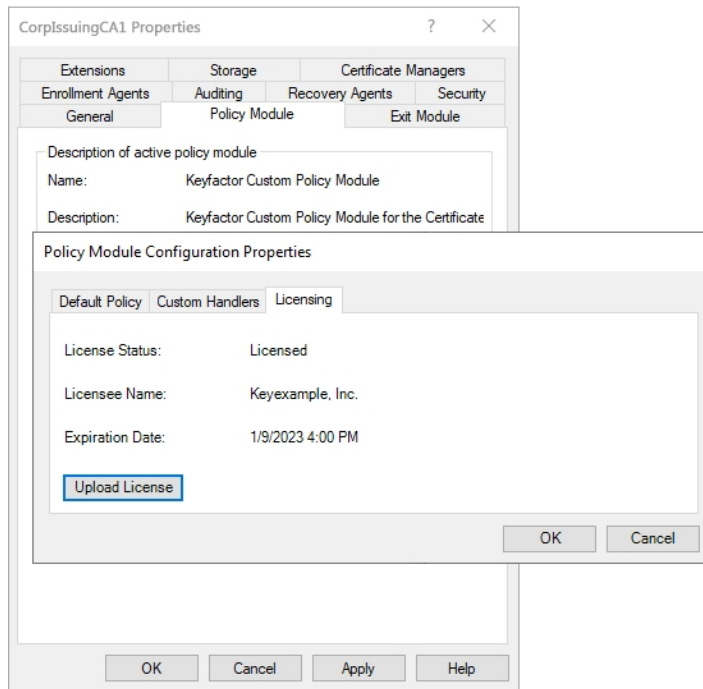 CorpIssuingCA1 Properties
?
Extensions Storage Certificate Managers
Enrollment Agents Auditing Recovery Agents Security
General Policy Module Exit Module
Description of active policy module
Name: Keyfactor Custom Policy Module
Description: Keyfactor Custom Policy Module for the Certificate
Policy Module Configuration Properties
Default Policy Custom Handlers Licensing
License Status: Licensed
Licensee Name: Keyexample, Inc.
Expiration Date: 1/9/2023 4:00 PM
Upload License
OK Cancel
OK Cancel Apply Help